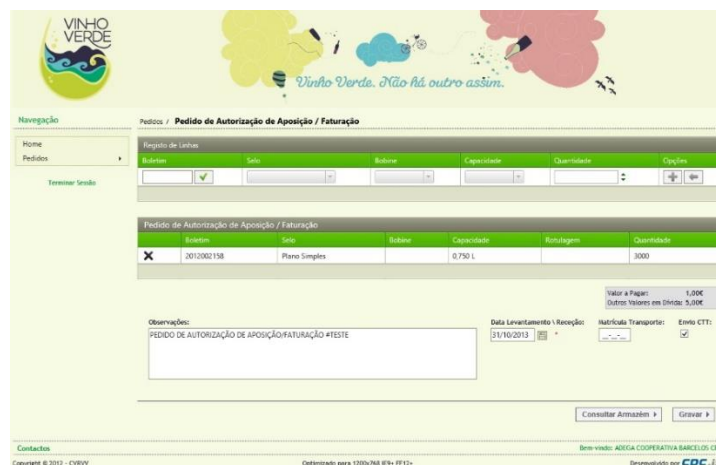 VINHO
VERDE
Vinho Verde. Não há outro assim.
Navegação
Pedidos / Pedido de Autorização de Aposição / Faturação
Home
Pedidos
Terminar Sessão
Registo de Linhas
Boletim Selo Bobine Capacidade Quantidade Opções
Pedido de Autorização de Aposição / Faturação
Boletim Selo Bobine Capacidade Rotulagem Quantidade
2012002158 Plano Simples 0,750 L 3000
Valor a Pagar: 1,00€
Outros Valores em Dívida: 5,00€
Observações: Data Levantamento \ Receção: Matrícula Transporte: Envio CTT:
PEDIDO DE AUTORIZAÇÃO DE APOSIÇÃO/FATURAÇÃO #TESTE 31/10/2013 * _-_-_
Consultar Armazém Gravar
Contactos Bem-vindo: ADEGA COOPERATIVA BARCELOS
Copyright © 2012 - CVRVV Optimizado para 1200x768 IE9+ FF12+ Desenvolvido por